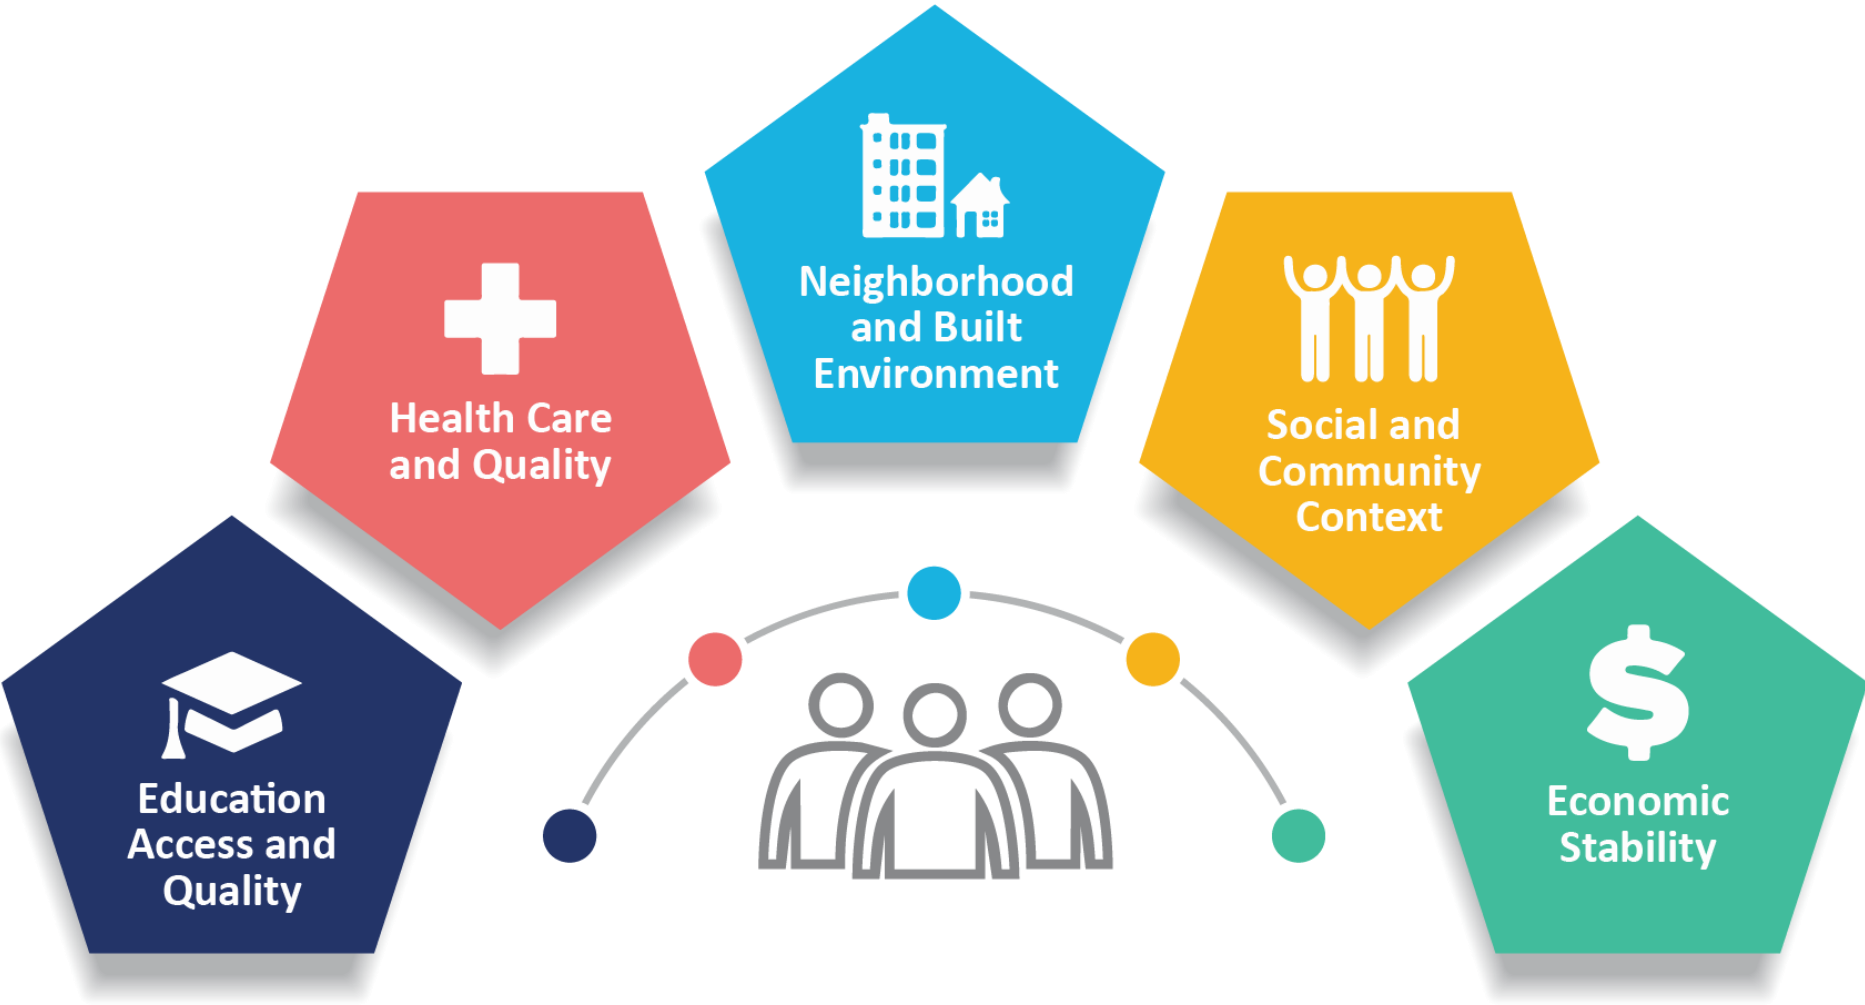 Education
Access and
Quality
Health Care
and Quality
Neighborhood
and Built
Environment
Social and
Community
Context
Economic
Stability